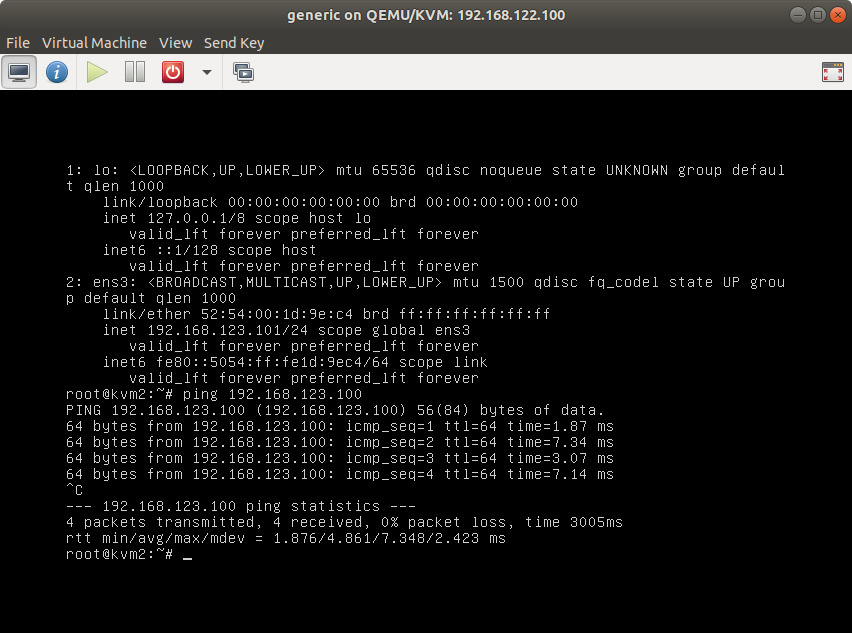 generic on QEMU/KVM: 192.168.122.100
File Virtual Machine View Send Key
1: lo: <LOOPBACK,UP,LOWER_UP> mtu 65536 qdisc noqueue state UNKNOWN group defaul
t qlen 1000
    link/loopback 00:00:00:00:00:00 brd 00:00:00:00:00:00
    inet 127.0.0.1/8 scope host lo
       valid_lft forever preferred_lft forever
    inet6 ::1/128 scope host
       valid_lft forever preferred_lft forever
2: ens3: <BROADCAST,MULTICAST,UP,LOWER_UP> mtu 1500 qdisc fq_codel state UP grou
p default qlen 1000
    link/ether 52:54:00:1d:9e:c4 brd ff:ff:ff:ff:ff:ff
    inet 192.168.123.101/24 scope global ens3
       valid_lft forever preferred_lft forever
    inet6 fe80::5054:ff:fe1d:9ec4/64 scope link
       valid_lft forever preferred_lft forever
root@kvm2:~# ping 192.168.123.100
PING 192.168.123.100 (192.168.123.100) 56(84) bytes of data.
64 bytes from 192.168.123.100: icmp_seq=1 ttl=64 time=1.87 ms
64 bytes from 192.168.123.100: icmp_seq=2 ttl=64 time=7.34 ms
64 bytes from 192.168.123.100: icmp_seq=3 ttl=64 time=3.07 ms
64 bytes from 192.168.123.100: icmp_seq=4 ttl=64 time=7.14 ms
^C
--- 192.168.123.100 ping statistics ---
4 packets transmitted, 4 received, 0% packet loss, time 3005ms
rtt min/avg/max/mdev = 1.876/4.861/7.348/2.423 ms
root@kvm2:~# _